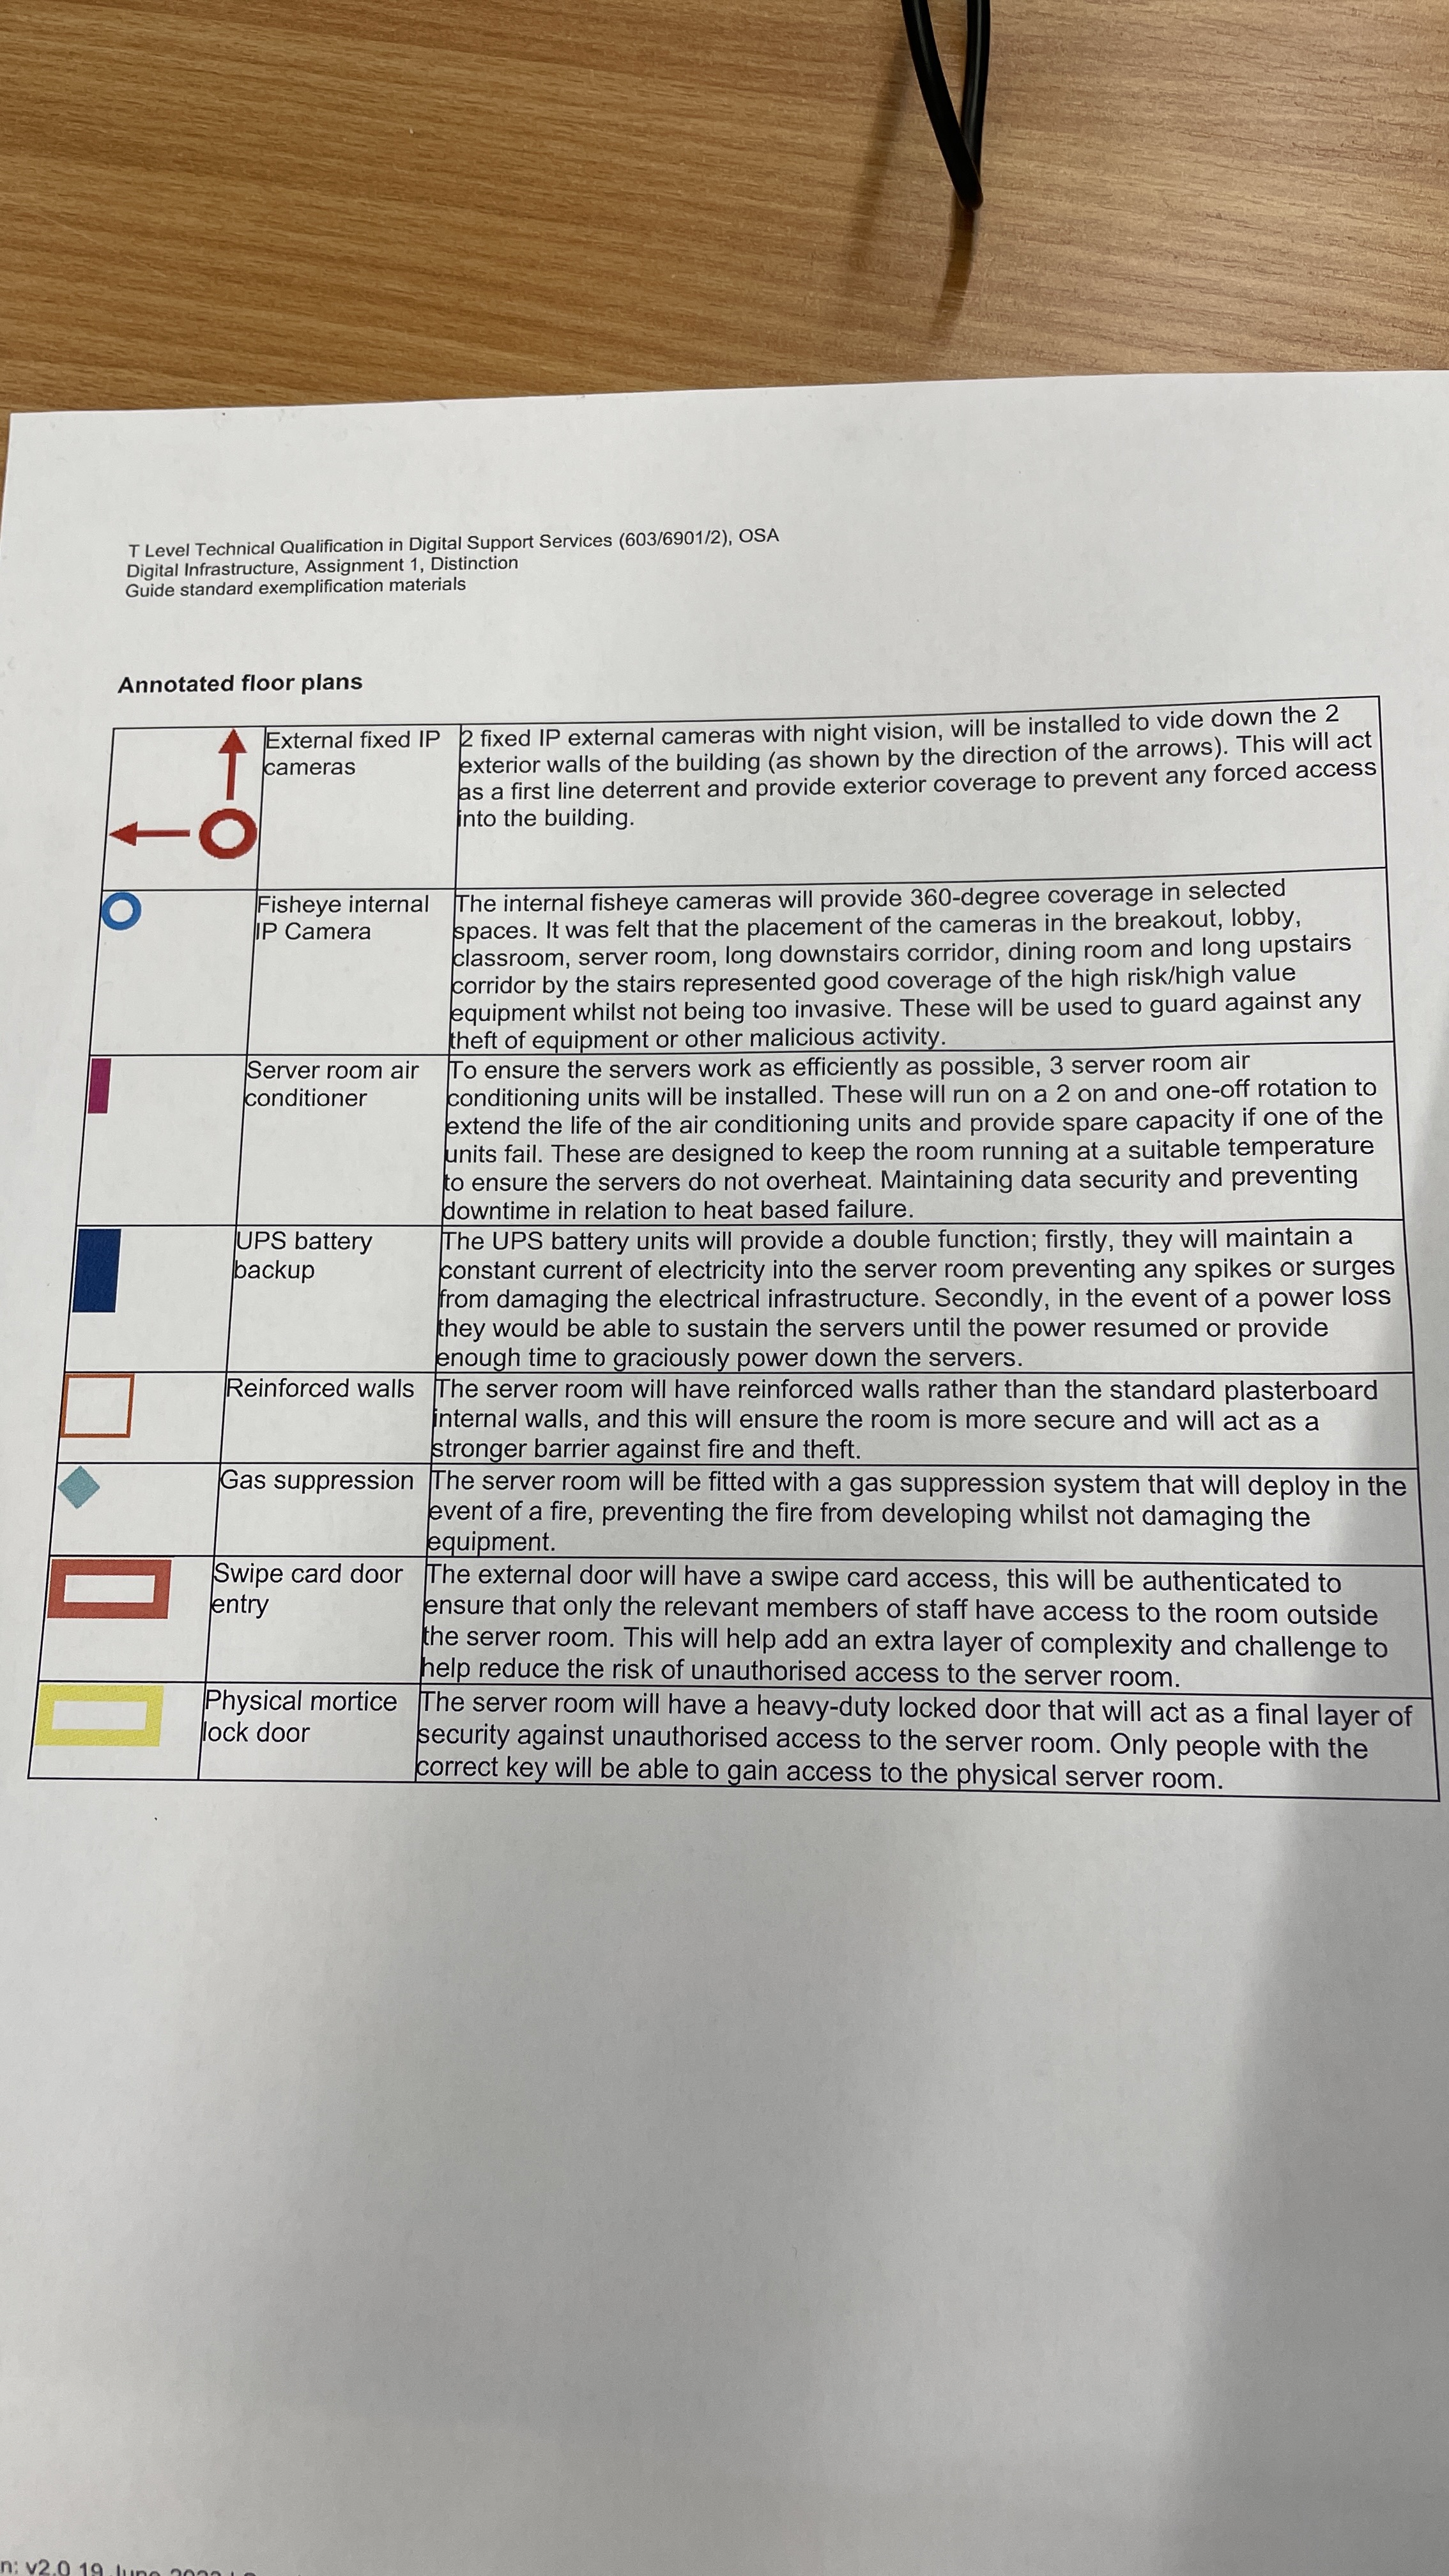 T Level Technical Qualification in Digital Support Services (603/6901/2), OSA
Digital Infrastructure, Assignment 1, Distinction
Guide standard exemplification materials
Annotated floor plans
External fixed IP
cameras
2 fixed IP external cameras with night vision, will be installed to vide down the 2
exterior walls of the building (as shown by the direction of the arrows). This will act
as a first line deterrent and provide exterior coverage to prevent any forced access
into the building.
Fisheye internal
IP Camera
The internal fisheye cameras will provide 360-degree coverage in selected
spaces. It was felt that the placement of the cameras in the breakout, lobby,
classroom, server room, long downstairs corridor, dining room and long upstairs
corridor by the stairs represented good coverage of the high risk/high value
equipment whilst not being too invasive. These will be used to guard against any
theft of equipment or other malicious activity.
Server room air
conditioner
To ensure the servers work as efficiently as possible, 3 server room air
conditioning units will be installed. These will run on a 2 on and one-off rotation to
extend the life of the air conditioning units and provide spare capacity if one of the
units fail. These are designed to keep the room running at a suitable temperature
to ensure the servers do not overheat. Maintaining data security and preventing
downtime in relation to heat based failure.
UPS battery
backup
The UPS battery units will provide a double function; firstly, they will maintain a
constant current of electricity into the server room preventing any spikes or surges
from damaging the electrical infrastructure. Secondly, in the event of a power loss
they would be able to sustain the servers until the power resumed or provide
enough time to graciously power down the servers.
Reinforced walls
The server room will have reinforced walls rather than the standard plasterboard
internal walls, and this will ensure the room is more secure and will act as a
stronger barrier against fire and theft.
Gas suppression
The server room will be fitted with a gas suppression system that will deploy in the
event of a fire, preventing the fire from developing whilst not damaging the
equipment.
Swipe card door
entry
The external door will have a swipe card access, this will be authenticated to
ensure that only the relevant members of staff have access to the room outside
the server room. This will help add an extra layer of complexity and challenge to
help reduce the risk of unauthorised access to the server room.
Physical mortice
lock door
The server room will have a heavy-duty locked door that will act as a final layer of
security against unauthorised access to the server room. Only people with the
correct key will be able to gain access to the physical server room.
v2.0 19 June